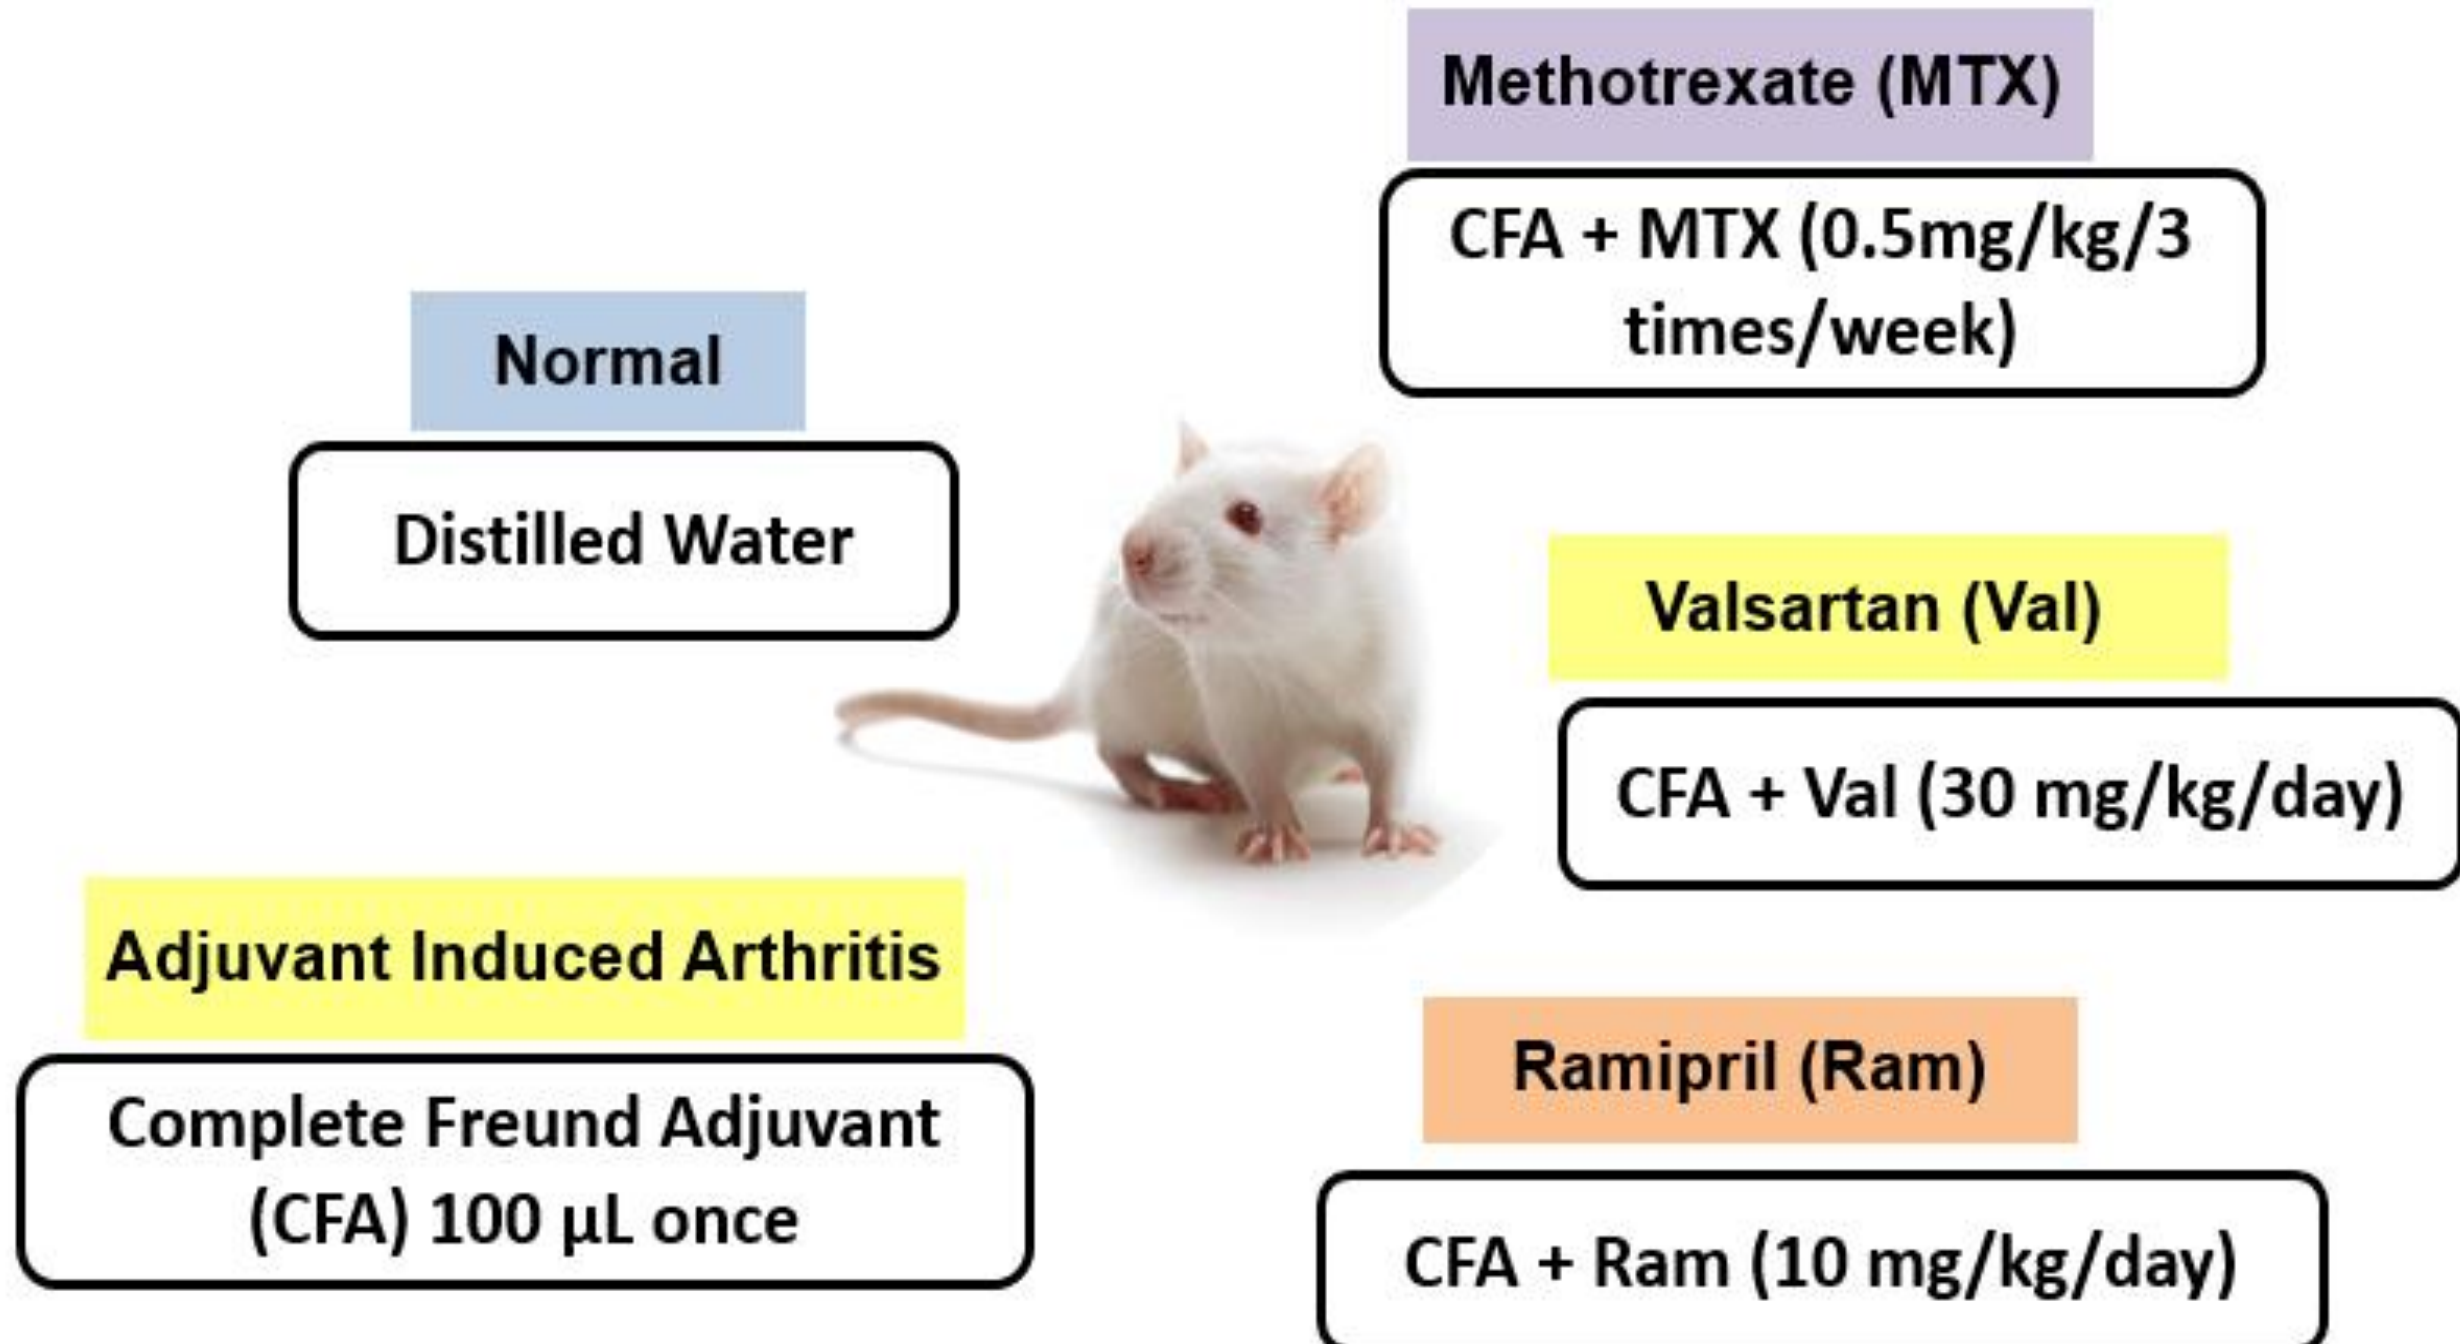 Normal
Distilled Water
Adjuvant Induced Arthritis
Complete Freund Adjuvant
(CFA) 100 µL once
Methotrexate (MTX)
CFA + MTX (0.5mg/kg/3
times/week)
Valsartan (Val)
CFA + Val (30 mg/kg/day)
Ramipril (Ram)
CFA + Ram (10 mg/kg/day)